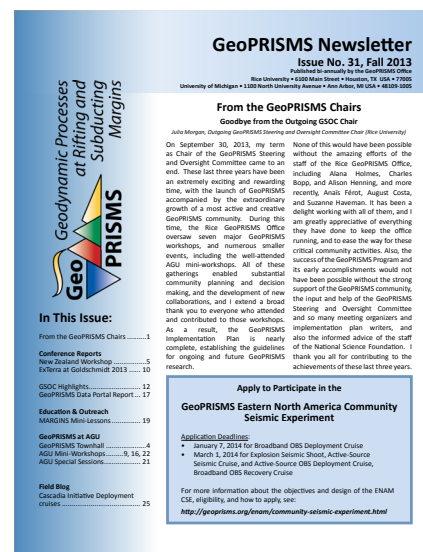 GeoPRISMS Newsletter
Issue No. 31, Fall 2013
Published bi-annually by the GeoPRISMS Office
Rice University • 6100 Main Street • Houston, TX USA • 77005
University of Michigan • 1100 North University Avenue • Ann Arbor, MI USA • 48109-1005
Geodynamic Processes
at Rifting and
Subducting
Margins
Geo
PRISMS
In This Issue:
From the GeoPRISMS Chairs ..........1
Conference Reports
New Zealand Workshop ..............5
ExTerra at Goldschmidt 2013 ...... 10
GSOC Highlights....................... 12
GeoPRISMS Data Portal Report ... 17
Education & Outreach
MARGINS Mini-Lessons ............. 19
GeoPRISMS at AGU
GeoPRISMS Townhall ..................4
AGU Mini-Workshops.........9, 16, 22
AGU Special Sessions................. 21
Field Blog
Cascadia Initiative Deployment
cruises ................................. 25
From the GeoPRISMS Chairs
Goodbye from the Outgoing GSOC Chair
Julia Morgan, Outgoing GeoPRISMS Steering and Oversight Committee Chair (Rice University)
On September 30, 2013, my term
as Chair of the GeoPRISMS Steering
and Oversight Committee came to an
end. These last three years have been
an extremely exciting and rewarding
time, with the launch of GeoPRISMS
accompanied by the extraordinary
growth of a most active and creative
GeoPRISMS community. During this
time, the Rice GeoPRISMS Office
oversaw seven major GeoPRISMS
workshops, and numerous smaller
events, including the well-attended
AGU mini-workshops. All of these
gatherings enabled substantial
community planning and decision
making, and the development of new
collaborations, and I extend a broad
thank you to everyone who attended
and contributed to those workshops.
As a result, the GeoPRISMS
Implementation Plan is nearly
complete, establishing the guidelines
for ongoing and future GeoPRISMS
research.
None of this would have been possible
without the amazing efforts of the
staff of the Rice GeoPRISMS Office,
including Alana Holmes, Charles
Bopp, and Alison Henning, and more
recently, Anaïs Férot, August Costa,
and Suzanne Haveman. It has been a
delight working with all of them, and I
am greatly appreciative of everything
they have done to keep the office
running, and to ease the way for these
critical community activities. Also, the
success of the GeoPRISMS Program and
its early accomplishments would not
have been possible without the strong
support of the GeoPRISMS community,
the input and help of the GeoPRISMS
Steering and Oversight Committee
and so many meeting organizers and
implementation plan writers, and
also the informed advice of the staff
of the National Science Foundation. I
thank you all for contributing to the
achievements of these last three years.
Apply to Participate in the
GeoPRISMS Eastern North America Community
Seismic Experiment
Application Deadlines:
• January 7, 2014 for Broadband OBS Deployment Cruise
• March 1, 2014 for Explosion Seismic Shoot, Active-Source
Seismic Cruise, and Active-Source OBS Deployment Cruise,
Broadband OBS Recovery Cruise
For more information about the objectives and design of the ENAM
CSE, eligibility, and how to apply, see:
http://geoprisms.org/enam/community-seismic-experiment.html